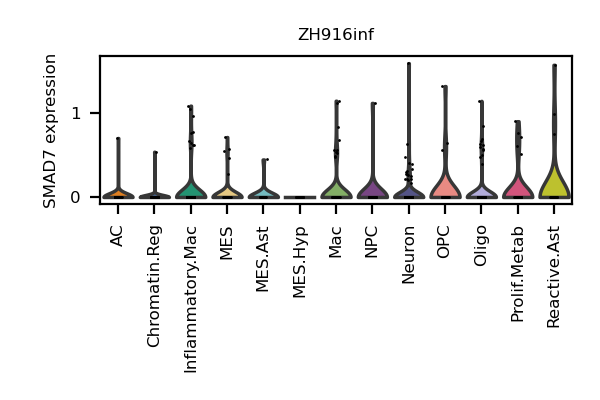 ZH916inf
SMAD7 expression
1
0
AC
Chromatin.Reg
Inflammatory.Mac
MES
MES.Ast
MES.Hyp
Mac
NPC
Neuron
OPC
Oligo
Prolif.Metab
Reactive.Ast